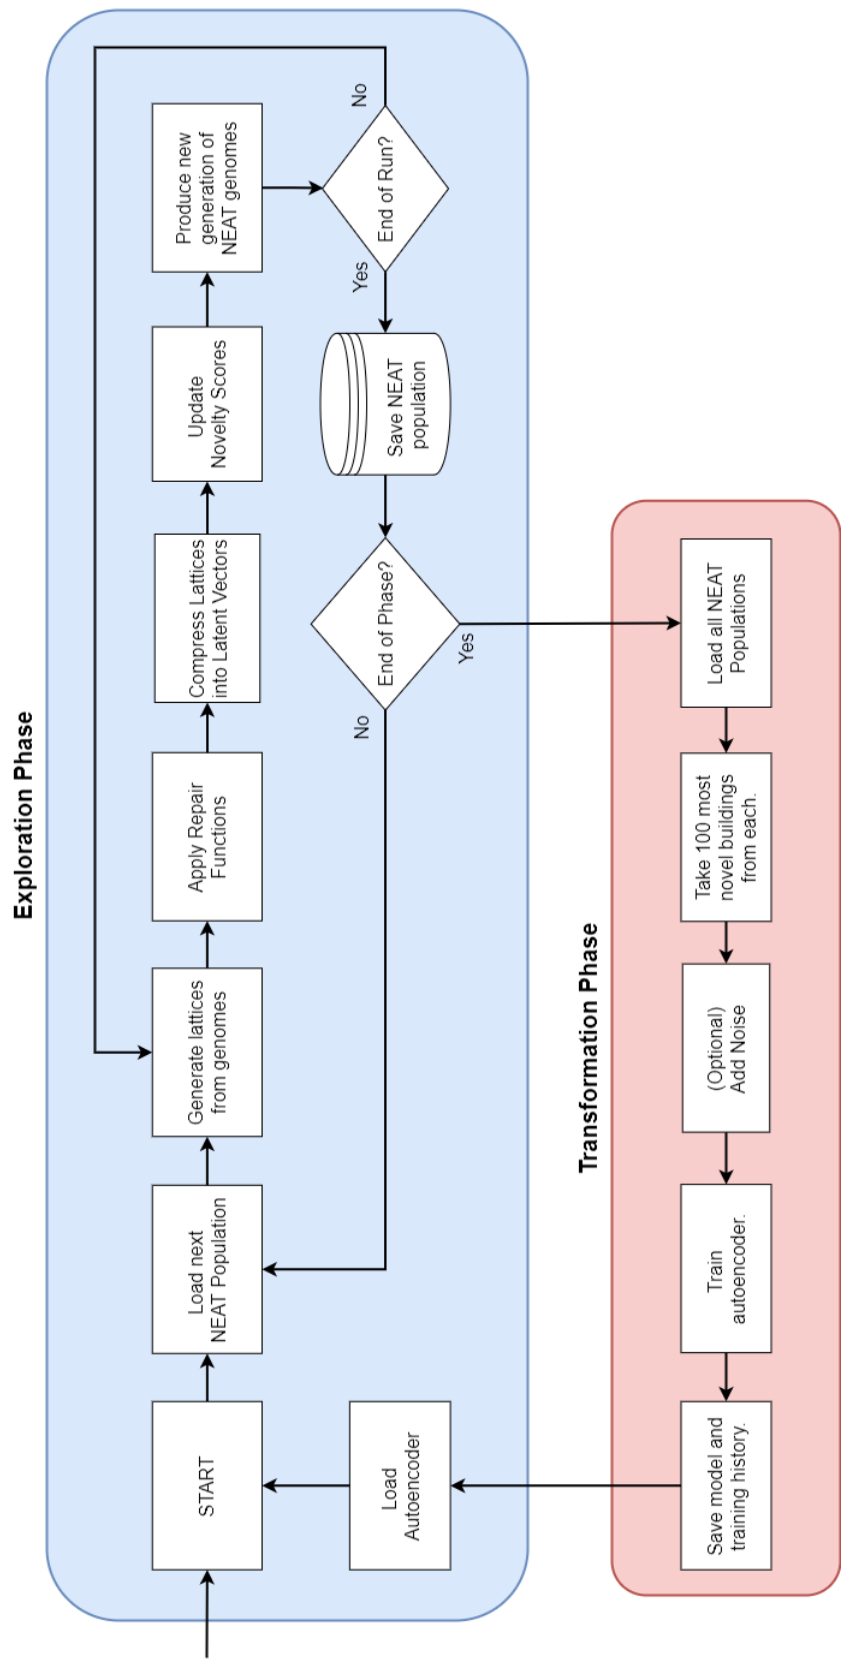 Exploration Phase
START
Load next
NEAT Population
Generate lattices
from genomes
Apply Repair
Functions
Compress Lattices
into Latent Vectors
Update
Novelty Scores
Produce new
generation of
NEAT genomes
End of Run?
No
Yes
Save NEAT
population
End of Phase?
No
Yes
Load
Autoencoder
Transformation Phase
Load all NEAT
Populations
Take 100 most
novel buildings
from each.
(Optional)
Add Noise
Train
autoencoder.
Save model and
training history.